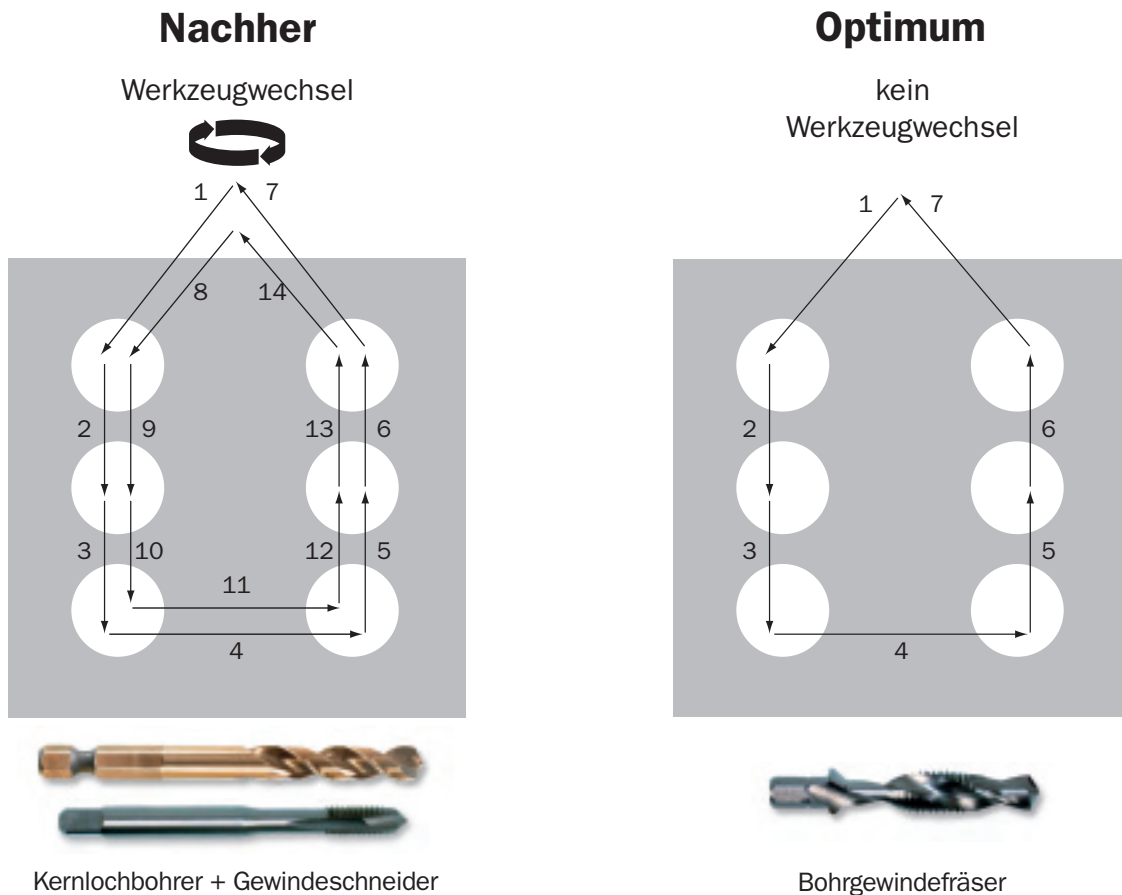 Nachher
Werkzeugwechsel
1 7
8 14
2 9 13 6
3 10 12 5
11
4
Kernlochbohrer + Gewindeschneider
Optimum
kein
Werkzeugwechsel
1 7
2 6
3 5
4
Bohrgewindefräser